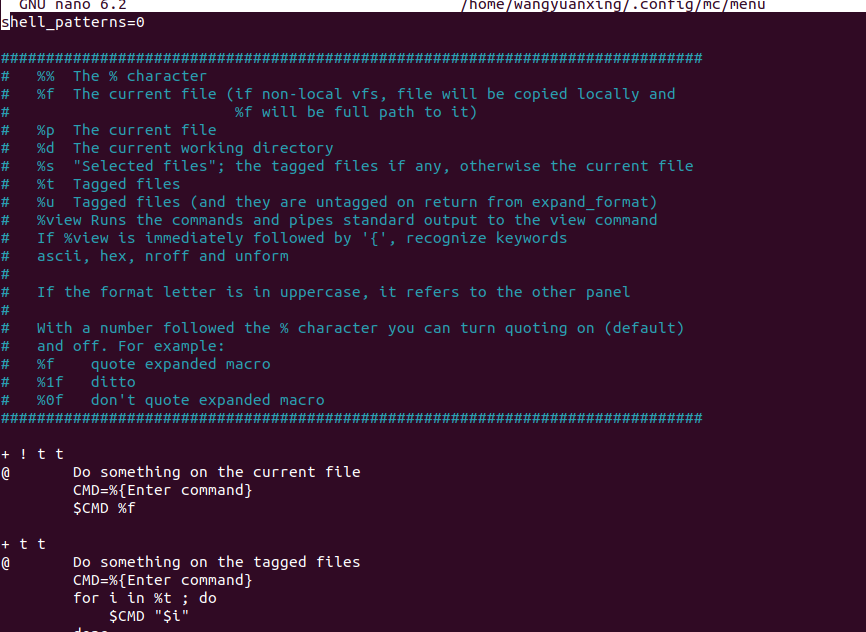 GNU nano 6.2 /home/wangyuanxing/.config/mc/menu
shell_patterns=0
##############################################################################
# %% The % character
# %f The current file (if non-local vfs, file will be copied locally and
# %f will be full path to it)
# %p The current file
# %d The current working directory
# %s "Selected files"; the tagged files if any, otherwise the current file
# %t Tagged files
# %u Tagged files (and they are untagged on return from expand_format)
# %view Runs the commands and pipes standard output to the view command
# If %view is immediately followed by '{', recognize keywords
# ascii, hex, nroff and unform
#
# If the format letter is in uppercase, it refers to the other panel
#
# With a number followed the % character you can turn quoting on (default)
# and off. For example:
# %f quote expanded macro
# %1f ditto
# %0f don't quote expanded macro
##############################################################################
+ ! t t
@ Do something on the current file
CMD=%{Enter command}
$CMD %f
+ t t
@ Do something on the tagged files
CMD=%{Enter command}
for i in %t ; do
$CMD "$i"
done